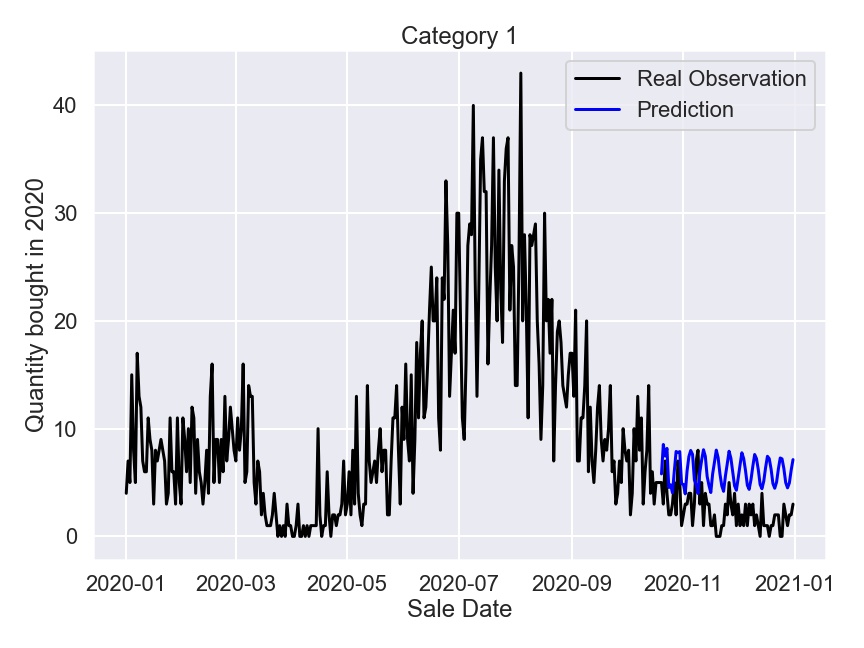 Category 1
Real Observation
Prediction
Quantity bought in 2020
40
30
20
10
0
2020-01 2020-03 2020-05 2020-07 2020-09 2020-11 2021-01
Sale Date